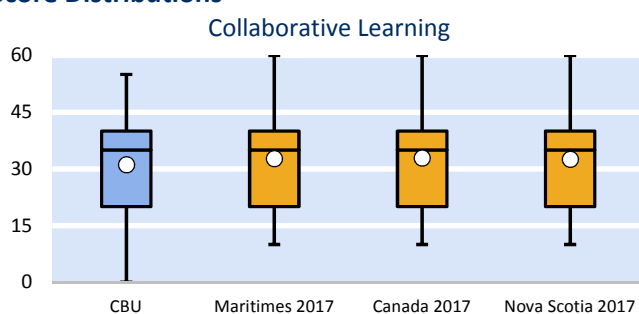 Score Distributions
Collaborative Learning
60
45
30
15
0
CBU
Maritimes 2017
Canada 2017
Nova Scotia 2017